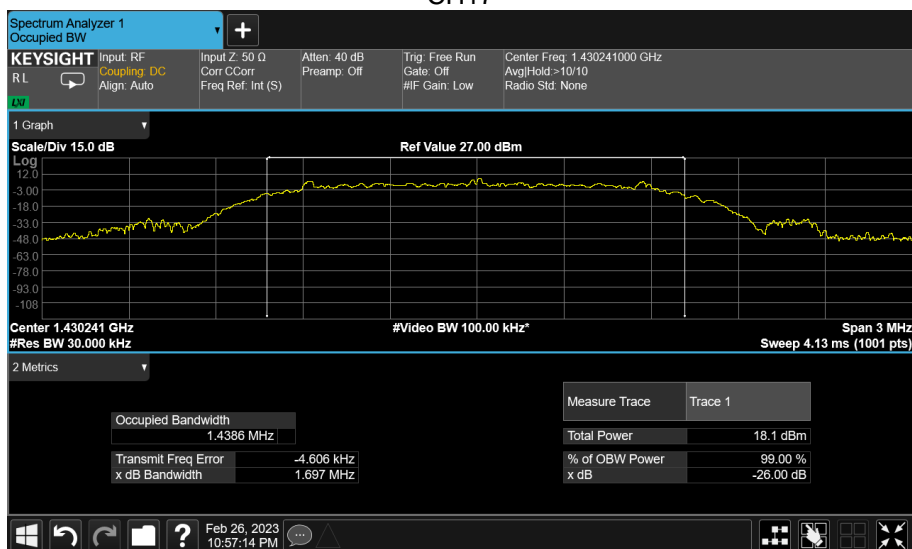 Spectrum Analyzer 1
Occupied BW
+
KEYSIGHT Input: RF Input Z: 50 Ω Atten: 40 dB Trig: Free Run Center Freq: 1.430241000 GHz
RL Coupling: DC Corr CCorr Preamp: Off Gate: Off Avg|Hold:>10/10
Align: Auto Freq Ref: Int (S) #IF Gain: Low Radio Std: None
LXI
1 Graph
Scale/Div 15.0 dB Ref Value 27.00 dBm
Log
12.0
-3.00
-18.0
-33.0
-48.0
-63.0
-78.0
-93.0
-108
Center 1.430241 GHz #Video BW 100.00 kHz* Span 3 MHz
#Res BW 30.000 kHz Sweep 4.13 ms (1001 pts)
2 Metrics
Measure Trace Trace 1
Occupied Bandwidth
1.4386 MHz Total Power 18.1 dBm
Transmit Freq Error -4.606 kHz % of OBW Power 99.00 %
x dB Bandwidth 1.697 MHz x dB -26.00 dB
? Feb 26, 2023
10:57:14 PM